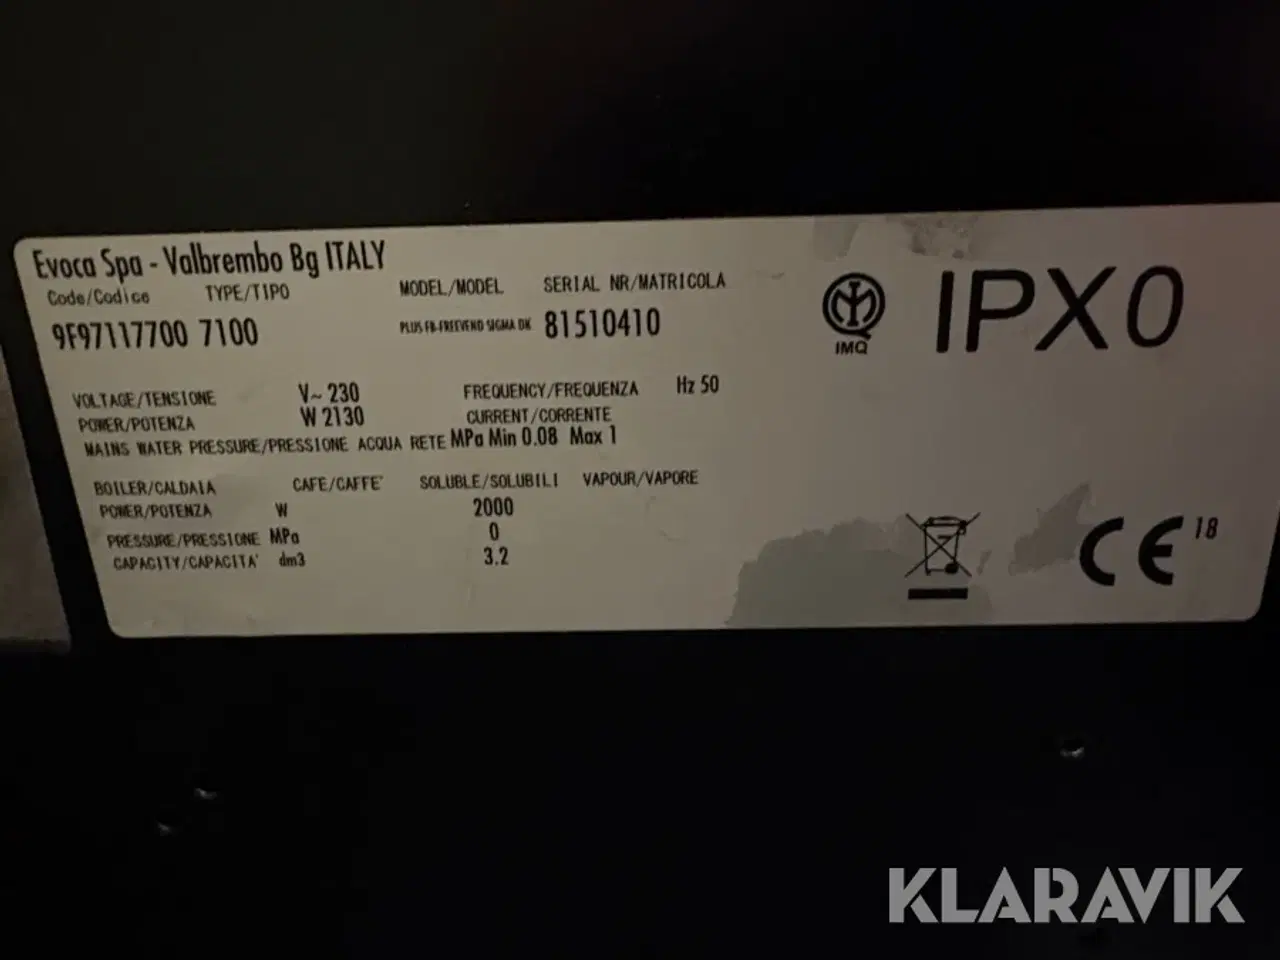 Evoca Spa - Valbrembo Bg ITALY
Code/Codice TYPE/TIPO MODEL/MODEL SERIAL NR/MATRICOLA
9F97117700 7100 PLUS FB-FREEVEND SIGMA DK 81510410
IMQ
IPX0
VOLTAGE/TENSIONE V~ 230 FREQUENCY/FREQUENZA Hz 50
POWER/POTENZA W 2130 CURRENT/CORRENTE
MAINS WATER PRESSURE/PRESSIONE ACQUA RETE MPa Min 0.08 Max 1
BOILER/CALDAIA CAFE/CAFFE' SOLUBLE/SOLUBILI VAPOUR/VAPORE
POWER/POTENZA W 2000
PRESSURE/PRESSIONE MPa 0
CAPACITY/CAPACITA' dm3 3.2
CE 18
KLARAVIK